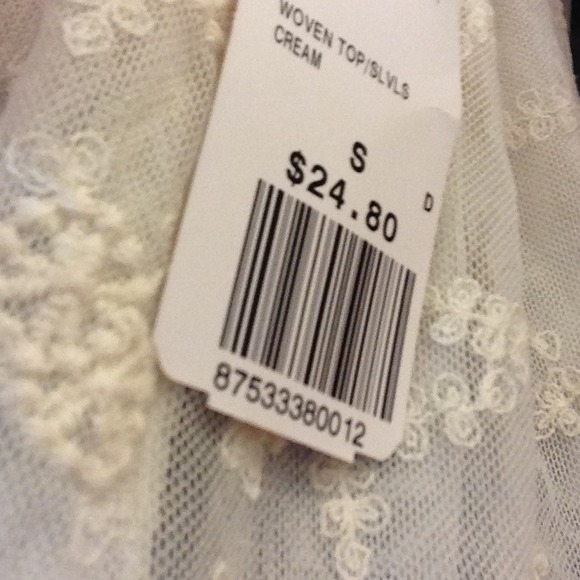 WOVEN TOP/SLVLS
CREAM
S
$24.80
D
87533380012